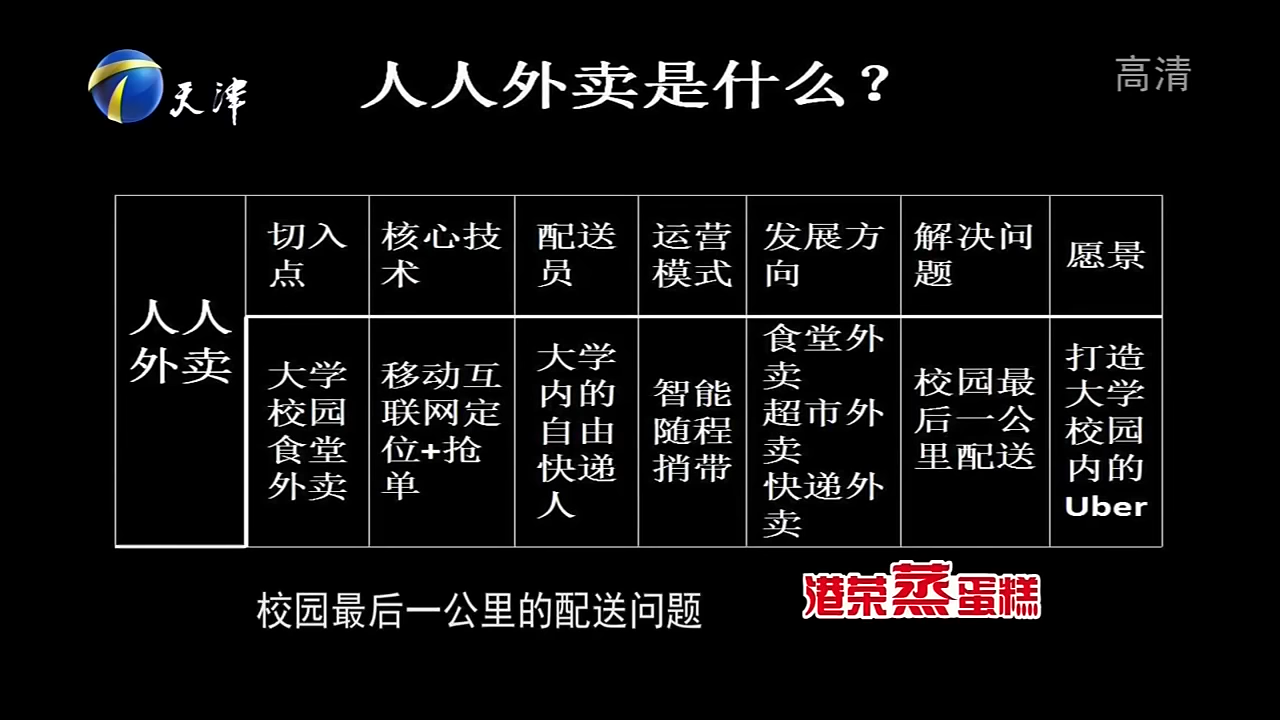 天津
人人外卖是什么？
高清
人人
外卖
切入
点
核心技
术
配送
员
运营
模式
发展方
向
解决问
题
愿景
大学
校园
食堂
外卖
移动互
联网定
位+抢
单
大学
内的
自由
快递
人
智能
随程
捎带
食堂外
卖
超市外
卖
快递外
卖
校园最
后一公
里配送
打造
大学
校园
内的
Uber
港荣蒸蛋糕
校园最后一公里的配送问题